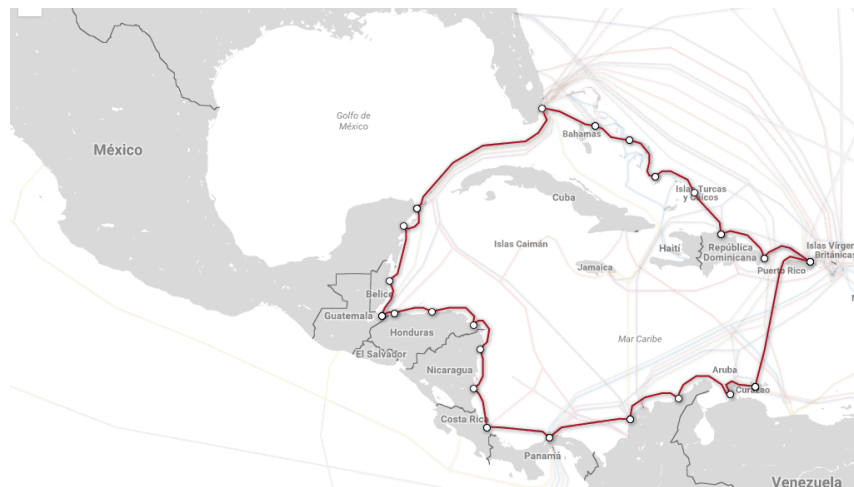 Golfo de
México
México
Bahamas
Islas Turcas
y Caicos
Cuba
Islas Caimán
Haití
República
Dominicana
Islas Vírgenes
Británicas
Puerto Rico
Jamaica
Belice
Guatemala
Honduras
El Salvador
Mar Caribe
Nicaragua
Aruba
Curazao
Costa Rica
Panamá
Venezuela